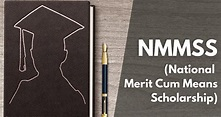 NMMSS
(National
Merit Cum Means
Scholarship)